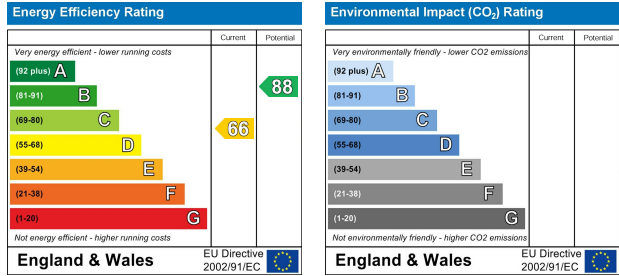 Energy Efficiency Rating
Current Potential
Very energy efficient - lower running costs
(92 plus) A
(81-91) B
(69-80) C
(55-68) D
(39-54) E
(21-38) F
(1-20) G
66
88
Not energy efficient - higher running costs
England & Wales
EU Directive
2002/91/EC
Environmental Impact (CO2) Rating
Current Potential
Very environmentally friendly - lower CO2 emissions
(92 plus) A
(81-91) B
(69-80) C
(55-68) D
(39-54) E
(21-38) F
(1-20) G
Not environmentally friendly - higher CO2 emissions
England & Wales
EU Directive
2002/91/EC